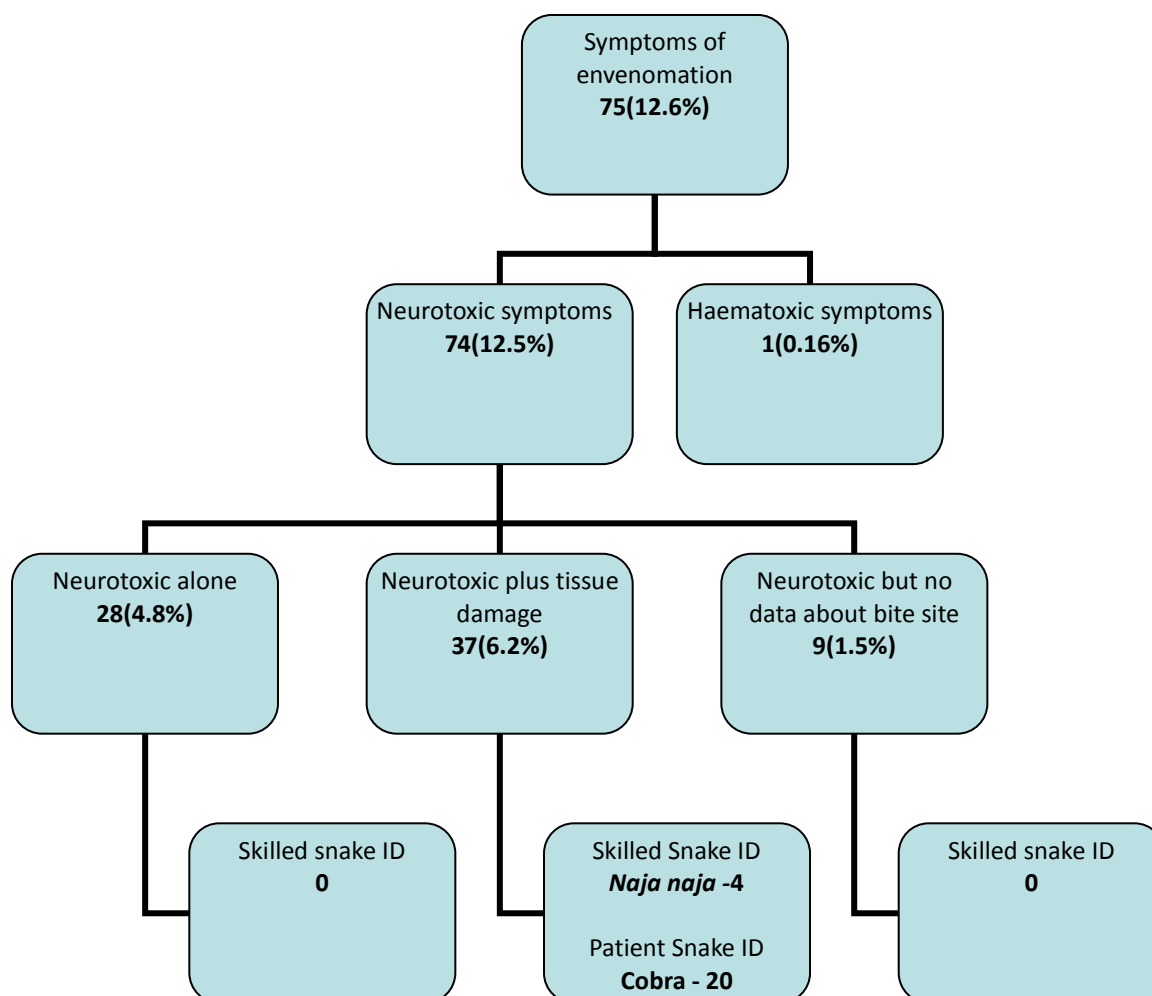 Symptoms of
envenomation
75(12.6%)
Neurotoxic symptoms
74(12.5%)
Haematoxic symptoms
1(0.16%)
Neurotoxic alone
28(4.8%)
Neurotoxic plus tissue
damage
37(6.2%)
Neurotoxic but no
data about bite site
9(1.5%)
Skilled snake ID
0
Skilled Snake ID
Naja naja -4
Patient Snake ID
Cobra - 20
Skilled snake ID
0